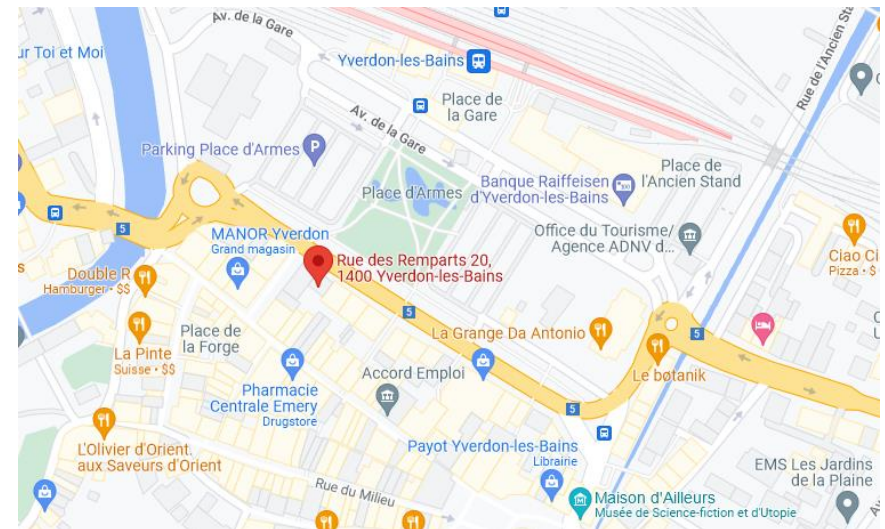 Av. de la Gare
ur Toi et Moi
Yverdon-les-Bains
Rue de l'Ancien Stand
Place de
la Gare
Av. de la Gare
Parking Place d'Armes
P
Place d'Armes
Banque Raiffeisen
d'Yverdon-les-Bains
Place de
l'Ancien Stand
5
MANOR Yverdon
Grand magasin
Office du Tourisme/
Agence ADNV d...
Rue des Remparts 20,
1400 Yverdon-les-Bains
Ciao Ci
Pizza • $
s
Double R
Hamburger • $$
5
La Grange Da Antonio
5
Place de
la Forge
La Pinte
Suisse • $$
Accord Emploi
Le bøtanik
Pharmacie
Centrale Emery
Drugstore
5
L'Olivier d'Orient.
aux Saveurs d'Orient
Payot Yverdon-les-Bains
Librairie
EMS Les Jardins
de la Plaine
Rue du Milieu
Maison d'Ailleurs
Musée de Science-fiction et d'Utopie